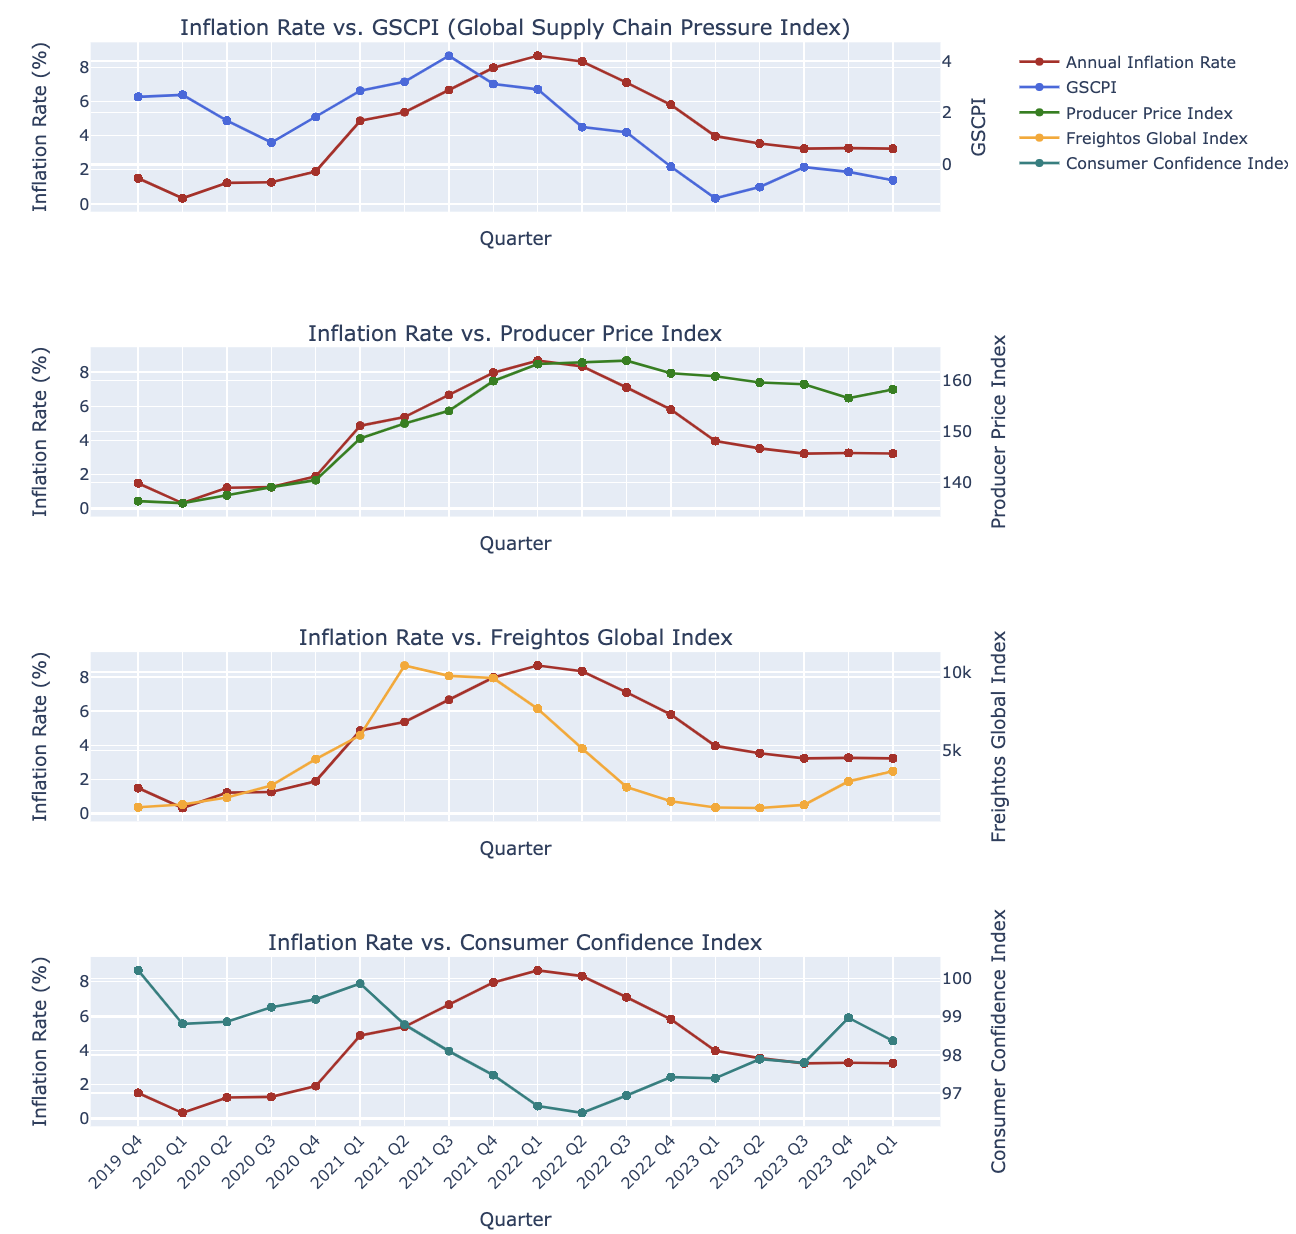 Inflation Rate vs. GSCPI (Global Supply Chain Pressure Index)
Inflation Rate (%)
8
6
4
2
0
4
2
0
GSCPI
Quarter
Annual Inflation Rate
GSCPI
Producer Price Index
Freightos Global Index
Consumer Confidence Index
Inflation Rate vs. Producer Price Index
Inflation Rate (%)
8
6
4
2
0
160
150
140
Producer Price Index
Quarter
Inflation Rate vs. Freightos Global Index
Inflation Rate (%)
8
6
4
2
0
10k
5k
Freightos Global Index
Quarter
Inflation Rate vs. Consumer Confidence Index
Inflation Rate (%)
8
6
4
2
0
100
99
98
97
Consumer Confidence Index
2019 Q4
2020 Q1
2020 Q2
2020 Q3
2020 Q4
2021 Q1
2021 Q2
2021 Q3
2021 Q4
2022 Q1
2022 Q2
2022 Q3
2022 Q4
2023 Q1
2023 Q2
2023 Q3
2023 Q4
2024 Q1
Quarter